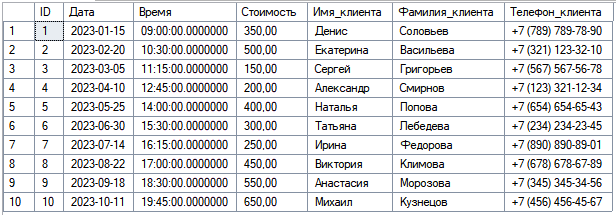 ID Дата Время Стоимость Имя_клиента Фамилия_клиента Телефон_клиента
1 1 2023-01-15 09:00:00.0000000 350,00 Денис Соловьев +7 (789) 789-78-90
2 2 2023-02-20 10:30:00.0000000 500,00 Екатерина Васильева +7 (321) 123-32-10
3 3 2023-03-05 11:15:00.0000000 150,00 Сергей Григорьев +7 (567) 567-56-78
4 4 2023-04-10 12:45:00.0000000 200,00 Александр Смирнов +7 (123) 321-12-34
5 5 2023-05-25 14:00:00.0000000 400,00 Наталья Попова +7 (654) 654-65-43
6 6 2023-06-30 15:30:00.0000000 300,00 Татьяна Лебедева +7 (234) 234-23-45
7 7 2023-07-14 16:15:00.0000000 250,00 Ирина Федорова +7 (890) 890-89-01
8 8 2023-08-22 17:00:00.0000000 450,00 Виктория Климова +7 (678) 678-67-89
9 9 2023-09-18 18:30:00.0000000 550,00 Анастасия Морозова +7 (345) 345-34-56
10 10 2023-10-11 19:45:00.0000000 650,00 Михаил Кузнецов +7 (456) 456-45-67